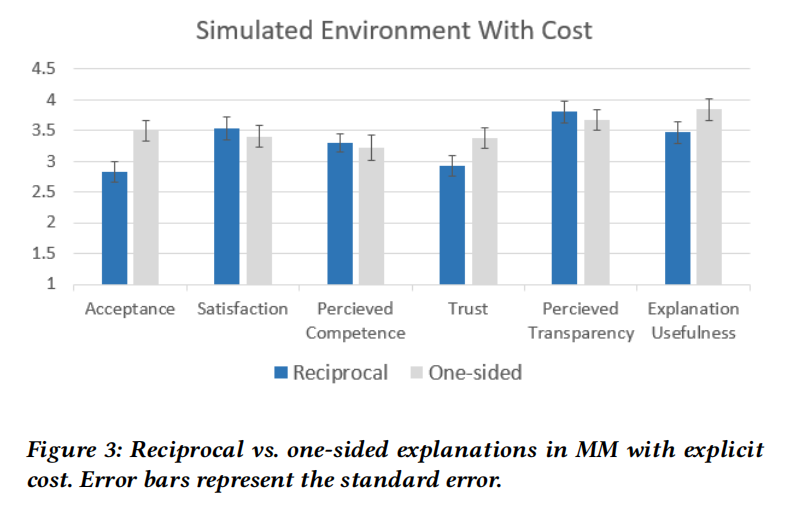 Simulated Environment With Cost
4.5
4
3.5
3
2.5
2
1.5
1
Acceptance Satisfaction Percieved Competence Trust Percieved Transparency Explanation Usefulness
Reciprocal One-sided
Figure 3: Reciprocal vs. one-sided explanations in MM with explicit
cost. Error bars represent the standard error.